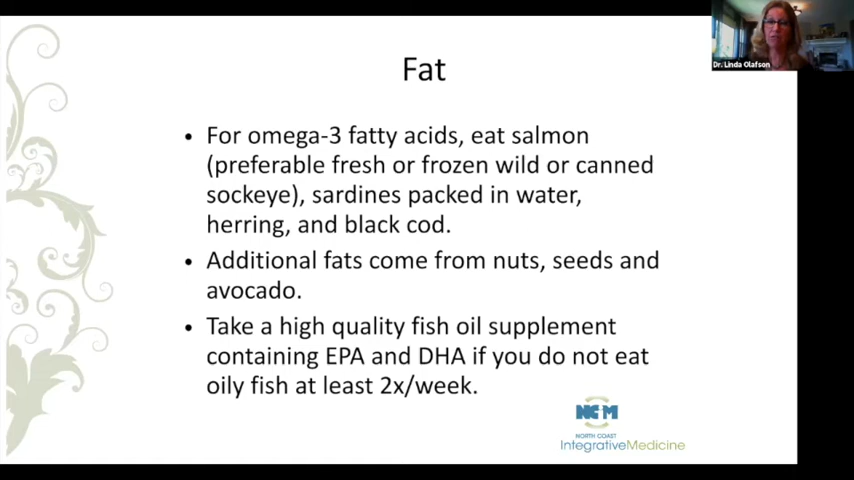 Fat
• For omega-3 fatty acids, eat salmon
(preferable fresh or frozen wild or canned
sockeye), sardines packed in water,
herring, and black cod.
• Additional fats come from nuts, seeds and
avocado.
• Take a high quality fish oil supplement
containing EPA and DHA if you do not eat
oily fish at least 2x/week.
NCIM
NORTH COAST
IntegrativeMedicine
Dr. Linda Olafson